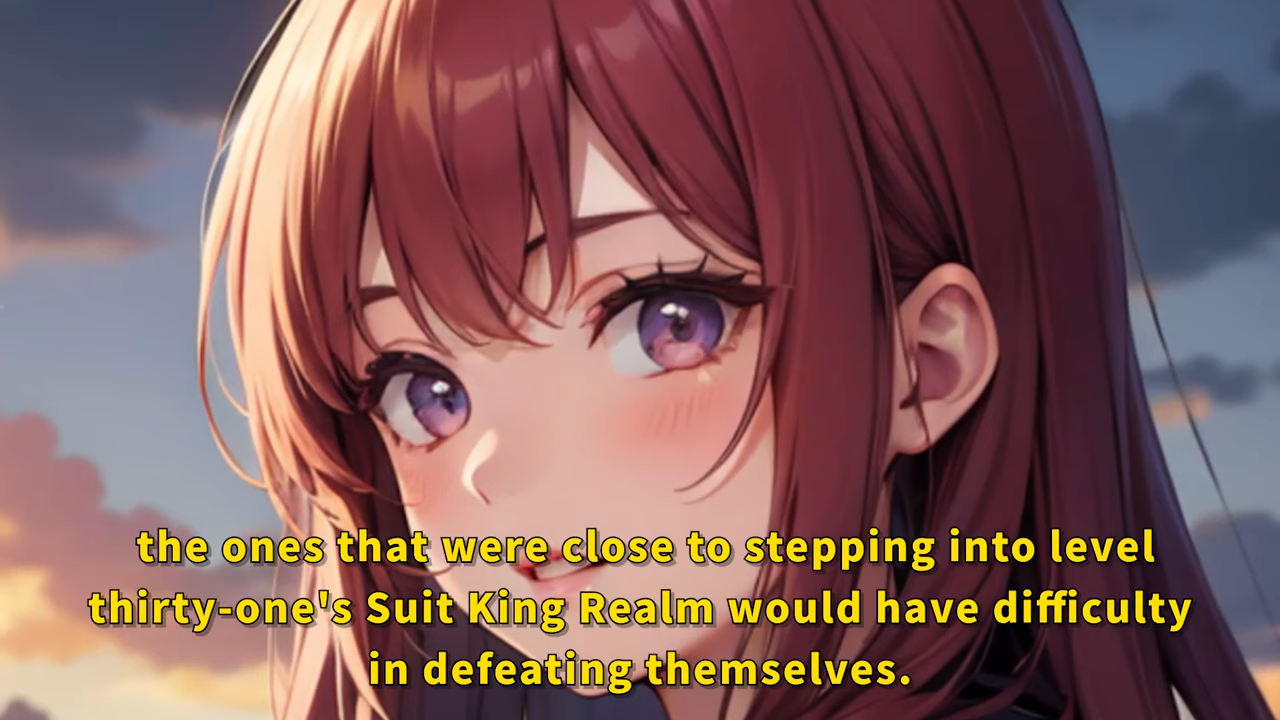 the ones that were close to stepping into level
thirty-one's Suit King Realm would have difficulty
in defeating themselves.